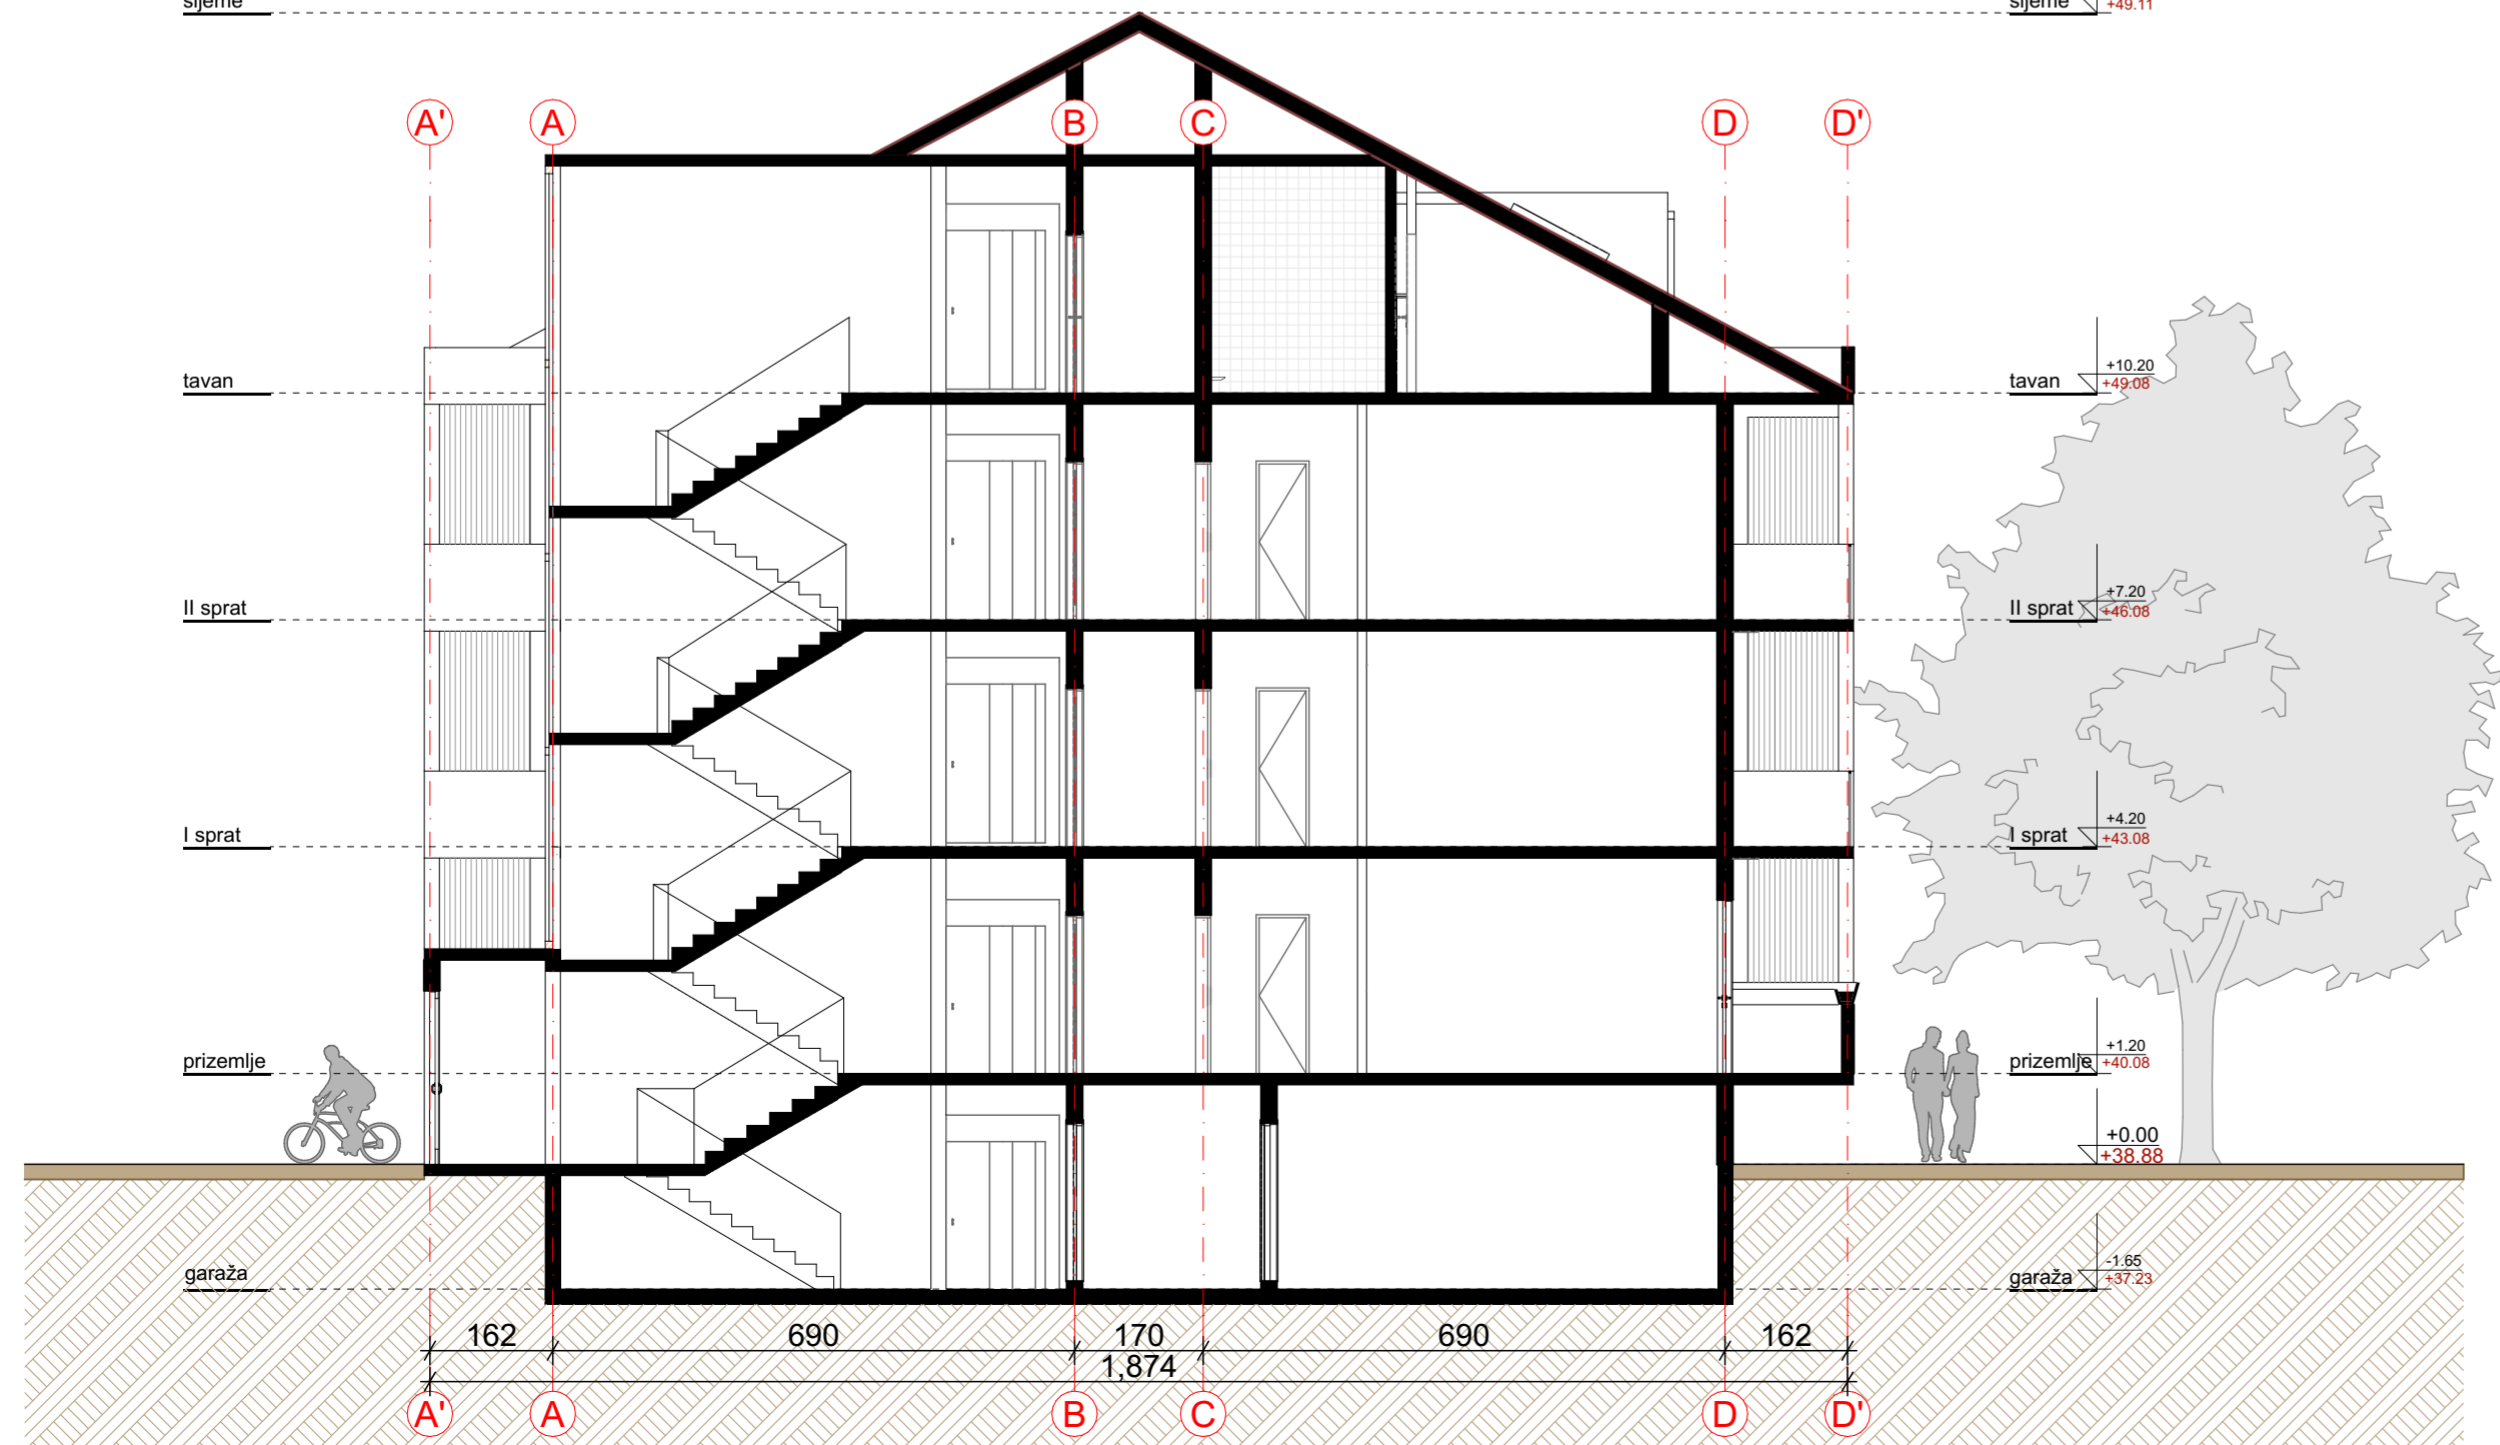 sljeme
sljeme
+49.11
A'
A
B
C
D
D'
tavan
tavan
+10.20
+49.08
II sprat
II sprat
+7.20
+46.08
I sprat
I sprat
+4.20
+43.08
prizemlje
prizemlje
+1.20
+40.08
+0.00
+38.88
garaža
garaža
-1.65
+37.23
162
690
170
690
162
1,874
A'
A
B
C
D
D'